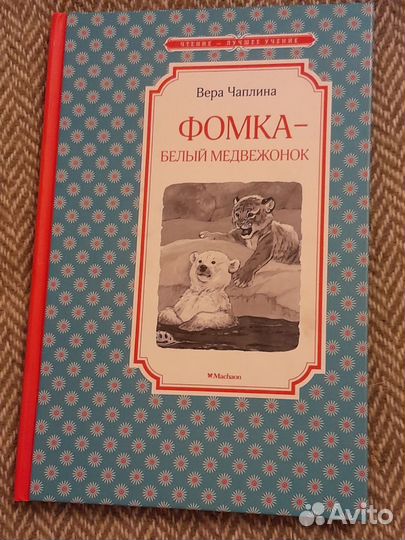 ЧТЕНИЕ – ЛУЧШЕЕ УЧЕНИЕ
Вера Чаплина
ФОМКА–
БЕЛЫЙ МЕДВЕЖОНОК
Machaon
Avito